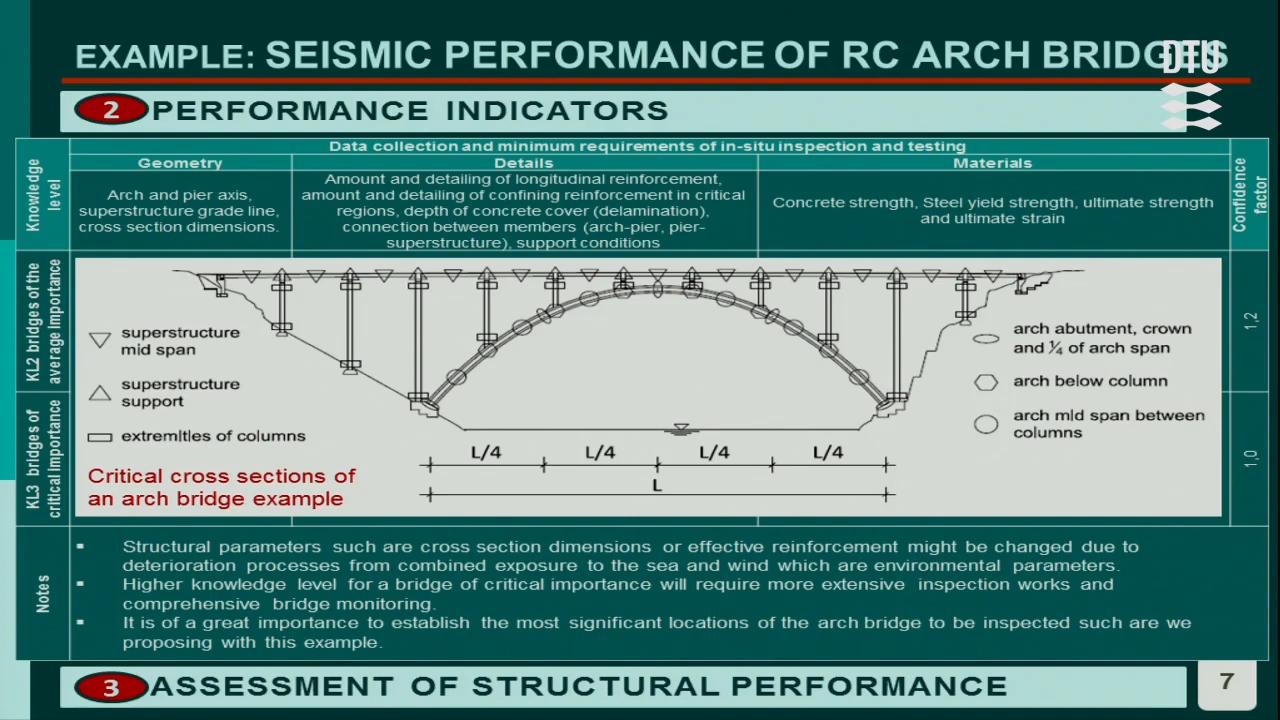 EXAMPLE: SEISMIC PERFORMANCE OF RC ARCH BRIDGES
DTU
2 PERFORMANCE INDICATORS
Knowledge level
Data collection and minimum requirements of in-situ inspection and testing
Confidence factor
Geometry
Details
Materials
Arch and pier axis,
superstructure grade line,
cross section dimensions.
Amount and detailing of longitudinal reinforcement,
amount and detailing of confining reinforcement in critical
regions, depth of concrete cover (delamination),
connection between members (arch-pier, pier-
superstructure), support conditions
Concrete strength, Steel yield strength, ultimate strength
and ultimate strain
KL2 bridges of the
average importance
1,2
superstructure
mid span
superstructure
support
extremities of columns
arch abutment, crown
and ¼ of arch span
arch below column
arch mid span between
columns
L/4
L/4
L/4
L/4
L
Critical cross sections of
an arch bridge example
KL3 bridges of
critical importance
1,0
Notes
▪ Structural parameters such are cross section dimensions or effective reinforcement might be changed due to
deterioration processes from combined exposure to the sea and wind which are environmental parameters.
▪ Higher knowledge level for a bridge of critical importance will require more extensive inspection works and
comprehensive bridge monitoring.
▪ It is of a great importance to establish the most significant locations of the arch bridge to be inspected such are we
proposing with this example.
3 ASSESSMENT OF STRUCTURAL PERFORMANCE
7